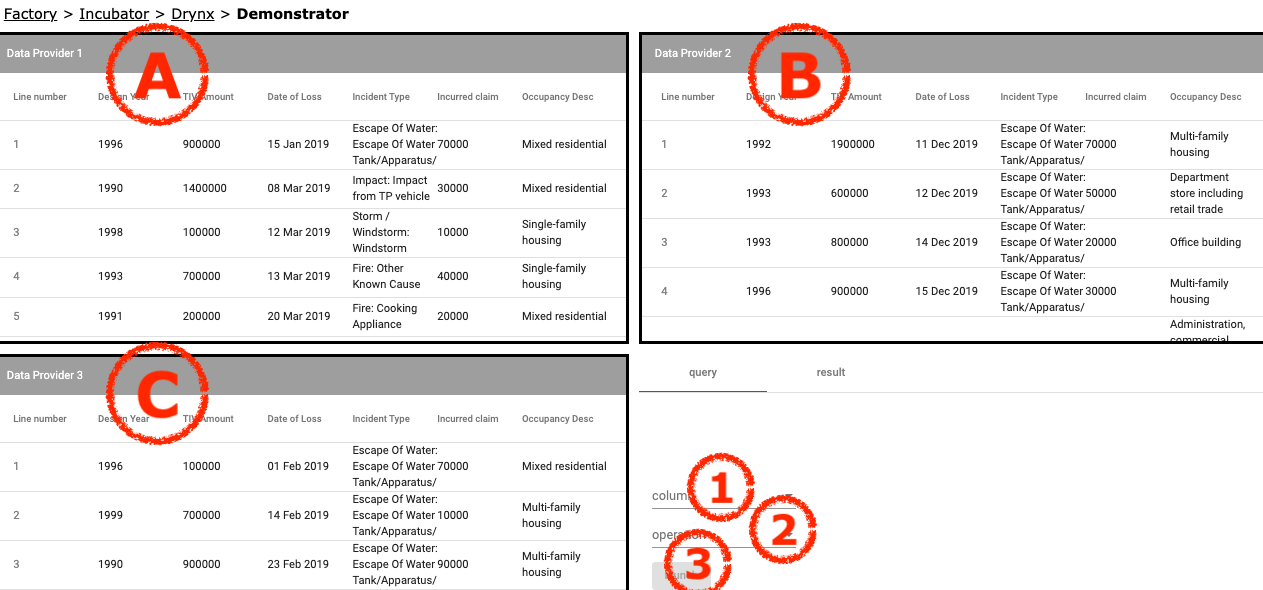 Factory > Incubator > Drynx > Demonstrator
Data Provider 1
A
Line number Design Year TIV Amount Date of Loss Incident Type Incurred claim Occupancy Desc
1 1996 900000 15 Jan 2019 Escape Of Water: Escape Of Water Tank/Apparatus/ 70000 Mixed residential
2 1990 1400000 08 Mar 2019 Impact: Impact from TP vehicle 30000 Mixed residential
3 1998 100000 12 Mar 2019 Storm / Windstorm: Windstorm 10000 Single-family housing
4 1993 700000 13 Mar 2019 Fire: Other Known Cause 40000 Single-family housing
5 1991 200000 20 Mar 2019 Fire: Cooking Appliance 20000 Mixed residential
Data Provider 2
B
Line number Design Year TIV Amount Date of Loss Incident Type Incurred claim Occupancy Desc
1 1992 1900000 11 Dec 2019 Escape Of Water: Escape Of Water Tank/Apparatus/ 70000 Multi-family housing
2 1993 600000 12 Dec 2019 Escape Of Water: Escape Of Water Tank/Apparatus/ 50000 Department store including retail trade
3 1993 800000 14 Dec 2019 Escape Of Water: Escape Of Water Tank/Apparatus/ 20000 Office building
4 1996 900000 15 Dec 2019 Escape Of Water: Escape Of Water Tank/Apparatus/ 30000 Multi-family housing
Administration, commercial
Data Provider 3
C
Line number Design Year TIV Amount Date of Loss Incident Type Incurred claim Occupancy Desc
1 1996 100000 01 Feb 2019 Escape Of Water: Escape Of Water Tank/Apparatus/ 70000 Mixed residential
2 1999 700000 14 Feb 2019 Escape Of Water: Escape Of Water Tank/Apparatus/ 10000 Multi-family housing
3 1990 900000 23 Feb 2019 Escape Of Water: Escape Of Water Tank/Apparatus/ 90000 Multi-family housing
query result
column 1
operation 2
3